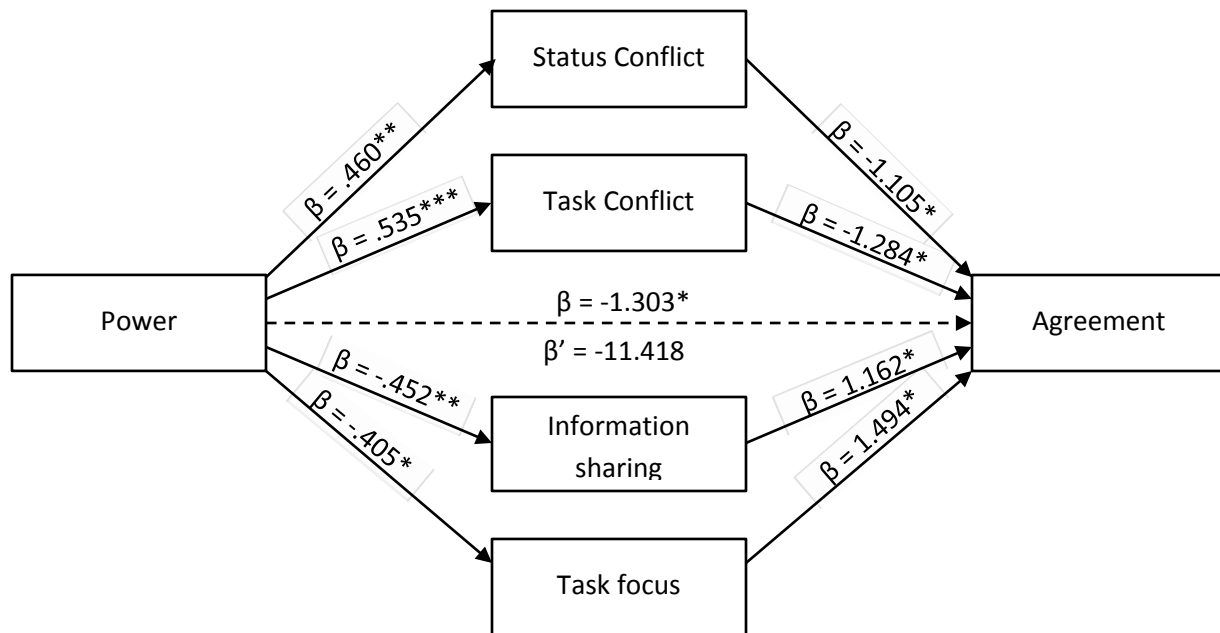 Status Conflict
β = .460**
β = -1.105*
Task Conflict
β = .535***
β = -1.284*
Power
β = -1.303*
β’ = -11.418
Agreement
β = -.452**
β = 1.162*
Information
sharing
β = -.405*
β = 1.494*
Task focus